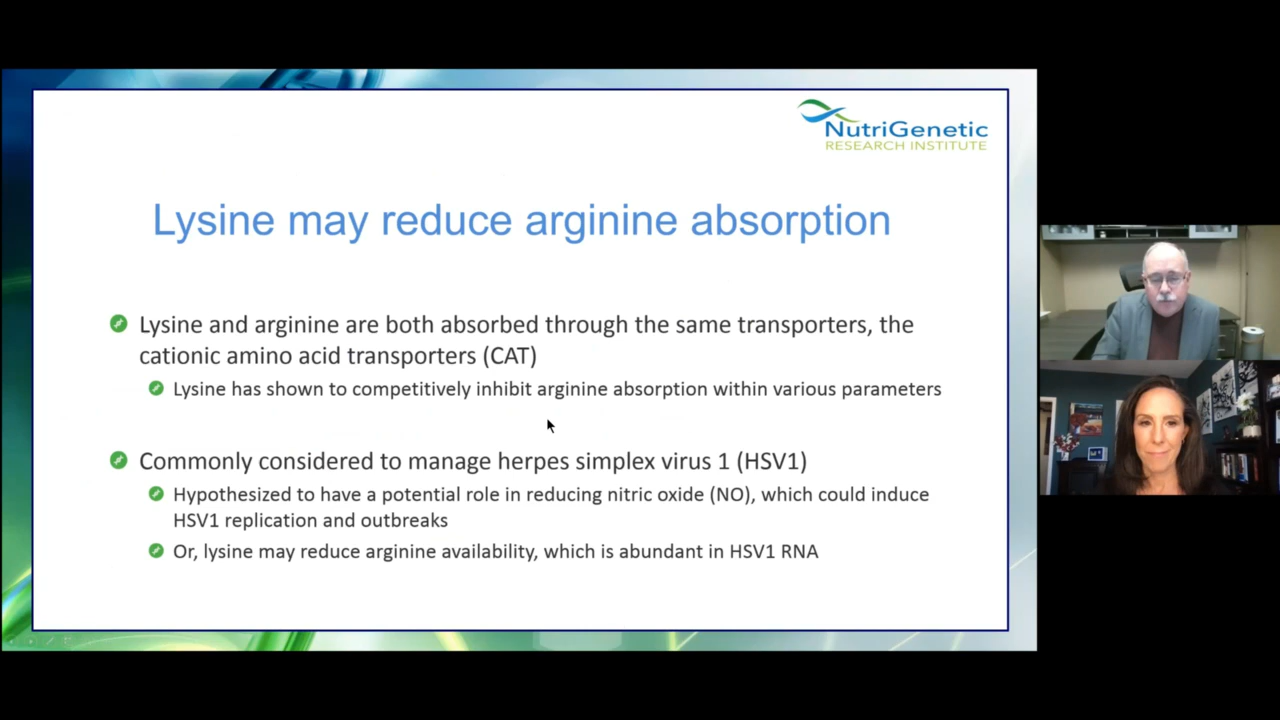 NutriGenetic
RESEARCH INSTITUTE
Lysine may reduce arginine absorption
Lysine and arginine are both absorbed through the same transporters, the
cationic amino acid transporters (CAT)
Lysine has shown to competitively inhibit arginine absorption within various parameters
Commonly considered to manage herpes simplex virus 1 (HSV1)
Hypothesized to have a potential role in reducing nitric oxide (NO), which could induce
HSV1 replication and outbreaks
Or, lysine may reduce arginine availability, which is abundant in HSV1 RNA